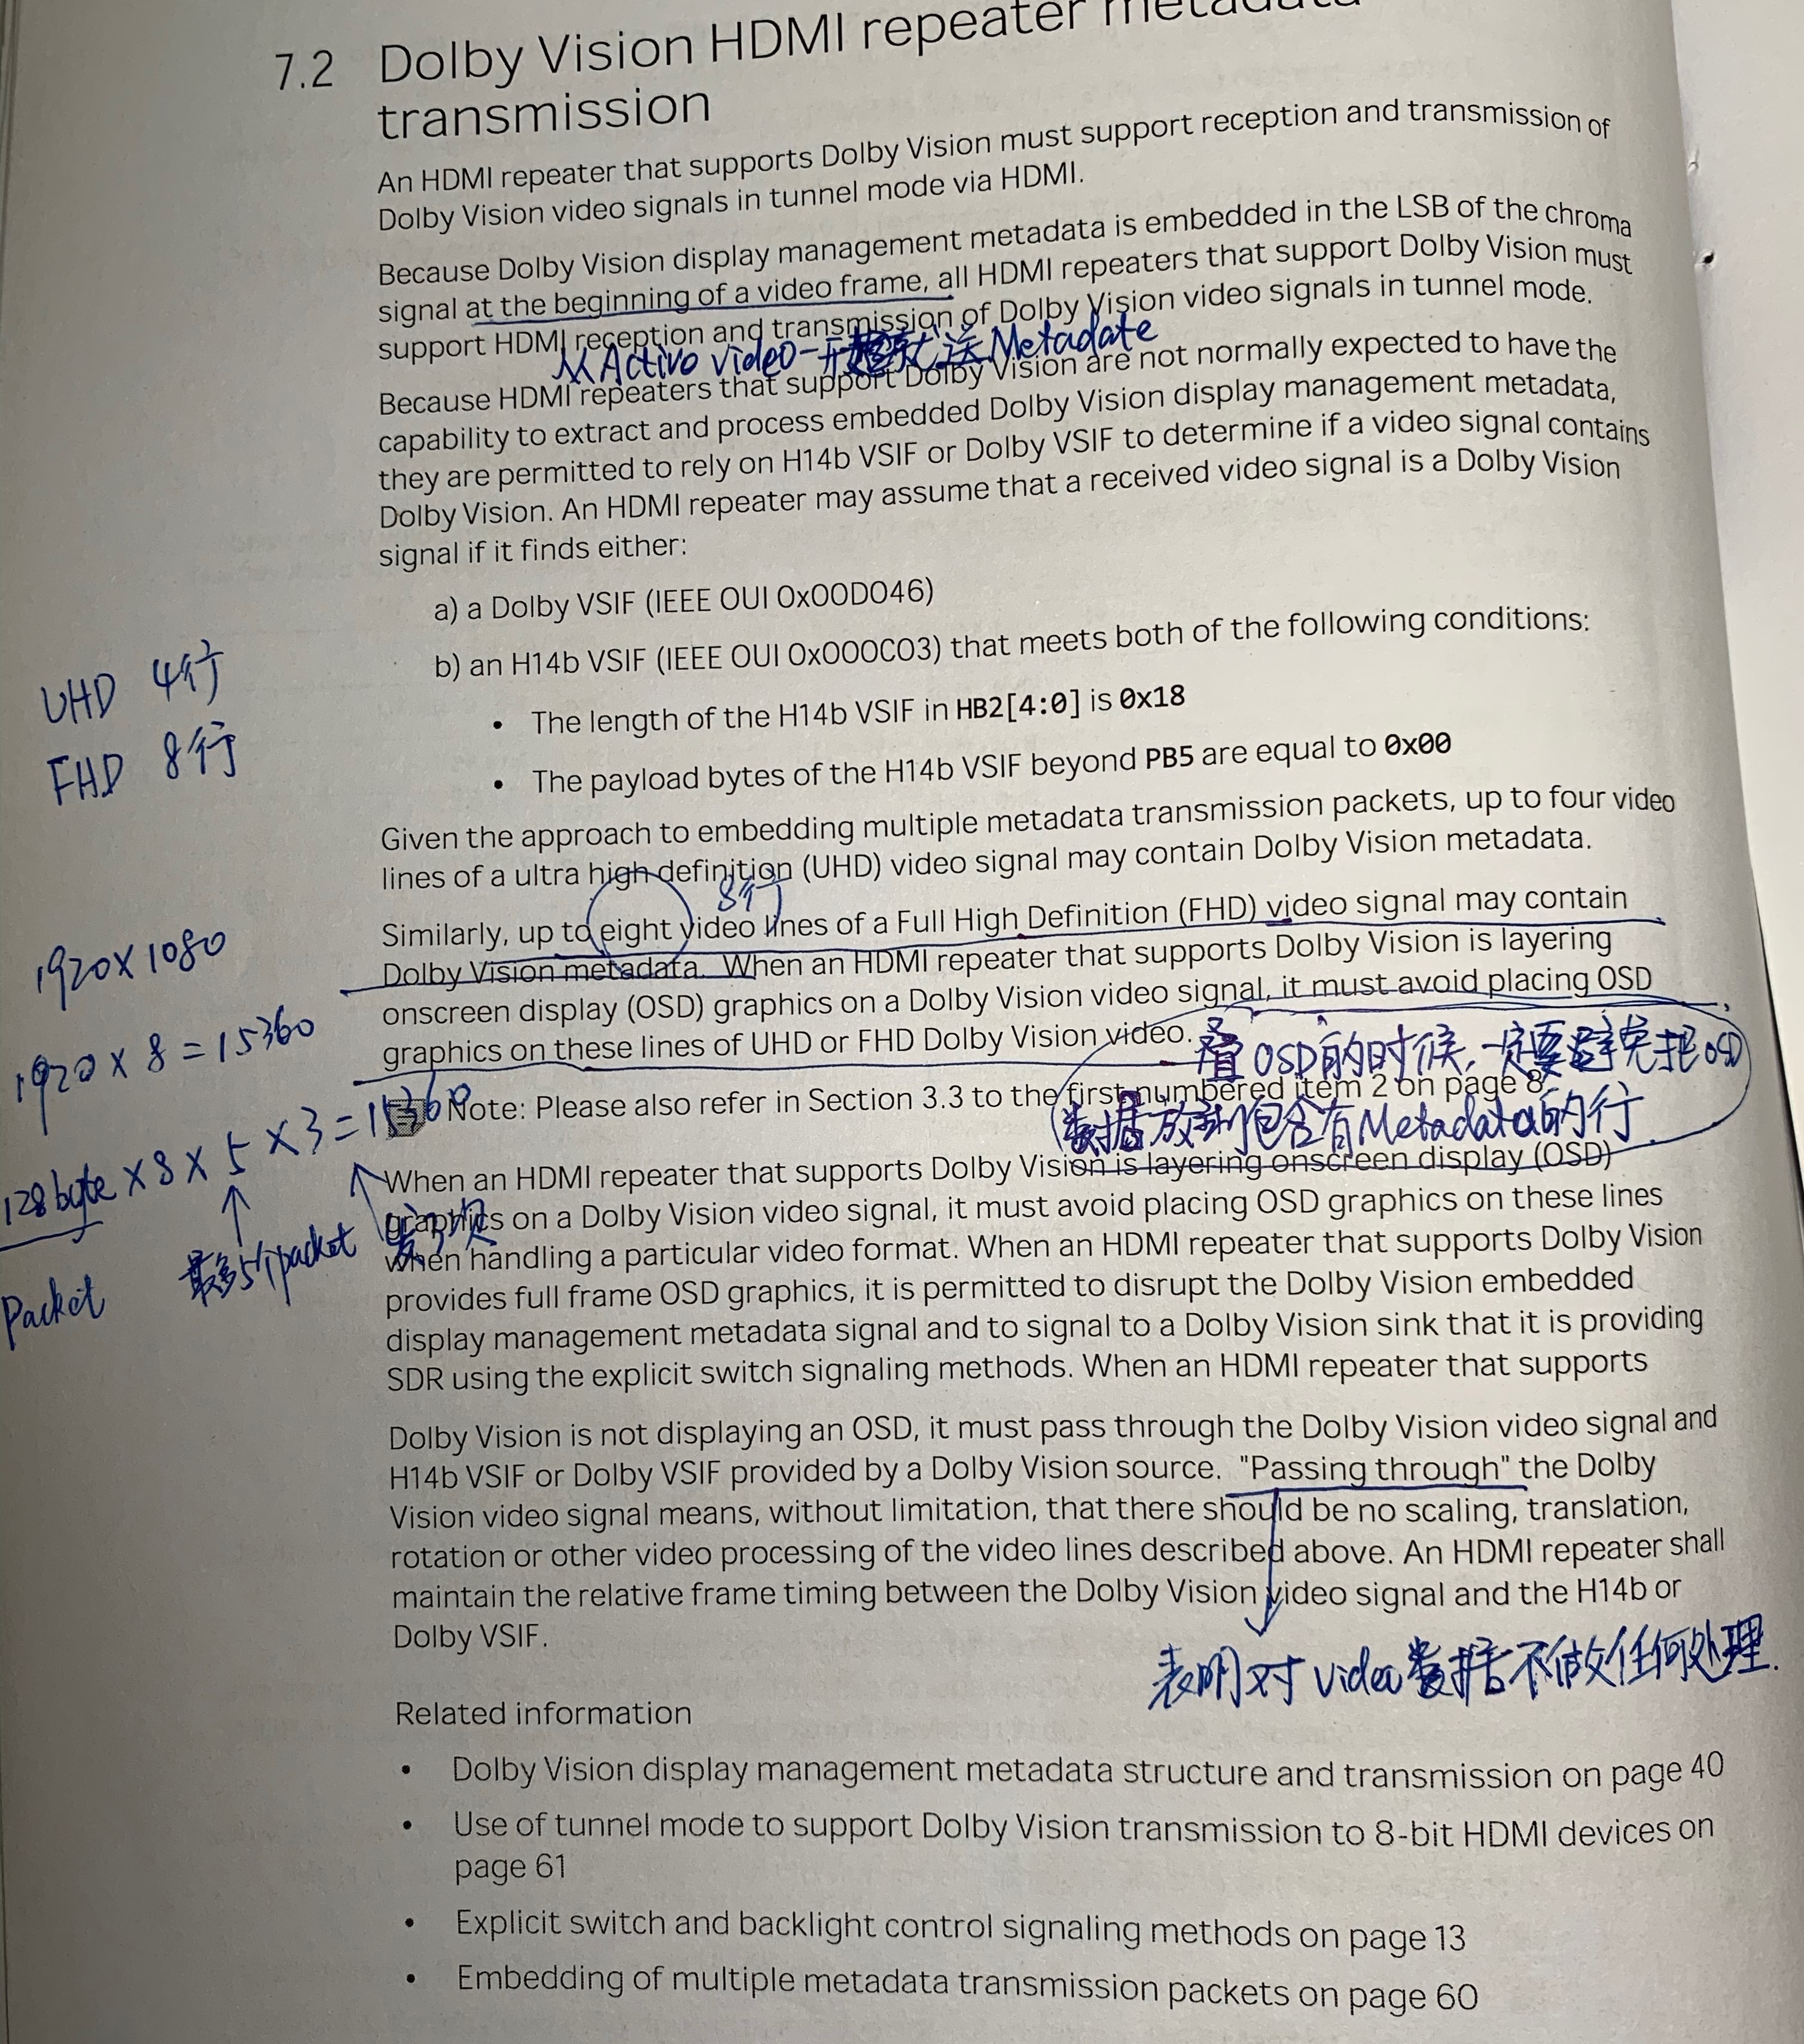 7.2 Dolby Vision HDMI repeater metadata
transmission
An HDMI repeater that supports Dolby Vision must support reception and transmission of
Dolby Vision video signals in tunnel mode via HDMI.
Because Dolby Vision display management metadata is embedded in the LSB of the chroma
signal at the beginning of a video frame, all HDMI repeaters that support Dolby Vision must
support HDMI reception and transmission of Dolby Vision video signals in tunnel mode.
从Activo video一开就送Metadate
Because HDMI repeaters that support Dolby Vision are not normally expected to have the
capability to extract and process embedded Dolby Vision display management metadata,
they are permitted to rely on H14b VSIF or Dolby VSIF to determine if a video signal contains
Dolby Vision. An HDMI repeater may assume that a received video signal is a Dolby Vision
signal if it finds either:
a) a Dolby VSIF (IEEE OUI 0x00D046)
b) an H14b VSIF (IEEE OUI 0x000C03) that meets both of the following conditions:
UHD 4行
• The length of the H14b VSIF in HB2[4:0] is 0x18
FHD 8行
• The payload bytes of the H14b VSIF beyond PB5 are equal to 0x00
Given the approach to embedding multiple metadata transmission packets, up to four video
lines of a ultra high definition (UHD) video signal may contain Dolby Vision metadata.
8行
Similarly, up to eight video lines of a Full High Definition (FHD) video signal may contain
Dolby Vision metadata. When an HDMI repeater that supports Dolby Vision is layering
onscreen display (OSD) graphics on a Dolby Vision video signal, it must avoid placing OSD
graphics on these lines of UHD or FHD Dolby Vision video.
1920×1080
1920×8=15360
128byte×8×5×3=15360
Packet
最多5个packet
发3次
叠OSD的时候,一定要避免把OSD
数据放到包含有Metadata的行
Note: Please also refer in Section 3.3 to the first numbered item 2 on page 8.
When an HDMI repeater that supports Dolby Vision is layering onscreen display (OSD)
graphics on a Dolby Vision video signal, it must avoid placing OSD graphics on these lines
when handling a particular video format. When an HDMI repeater that supports Dolby Vision
provides full frame OSD graphics, it is permitted to disrupt the Dolby Vision embedded
display management metadata signal and to signal to a Dolby Vision sink that it is providing
SDR using the explicit switch signaling methods. When an HDMI repeater that supports
Dolby Vision is not displaying an OSD, it must pass through the Dolby Vision video signal and
H14b VSIF or Dolby VSIF provided by a Dolby Vision source. "Passing through" the Dolby
Vision video signal means, without limitation, that there should be no scaling, translation,
rotation or other video processing of the video lines described above. An HDMI repeater shall
maintain the relative frame timing between the Dolby Vision video signal and the H14b or
Dolby VSIF.
表明对video数据不做任何处理.
Related information
• Dolby Vision display management metadata structure and transmission on page 40
• Use of tunnel mode to support Dolby Vision transmission to 8-bit HDMI devices on
page 61
• Explicit switch and backlight control signaling methods on page 13
• Embedding of multiple metadata transmission packets on page 60